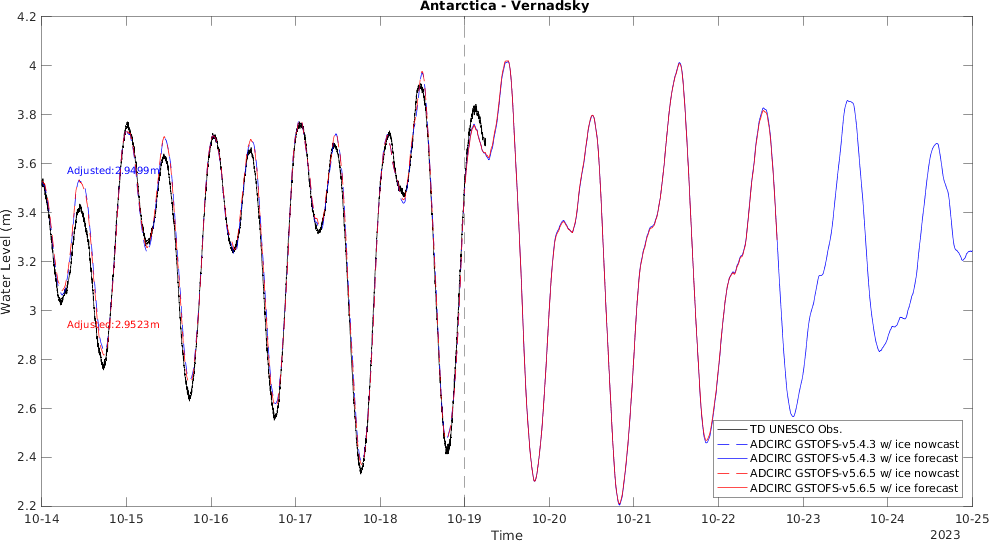 Antarctica - Vernadsky
4.2
4
3.8
3.6
3.4
3.2
3
2.8
2.6
2.4
2.2
Water Level (m)
Adjusted:2.9499m
Adjusted:2.9523m
TD UNESCO Obs.
ADCIRC GSTOFS-v5.4.3 w/ ice nowcast
ADCIRC GSTOFS-v5.4.3 w/ ice forecast
ADCIRC GSTOFS-v5.6.5 w/ ice nowcast
ADCIRC GSTOFS-v5.6.5 w/ ice forecast
10-14 10-15 10-16 10-17 10-18 10-19 10-20 10-21 10-22 10-23 10-24 10-25
Time
2023